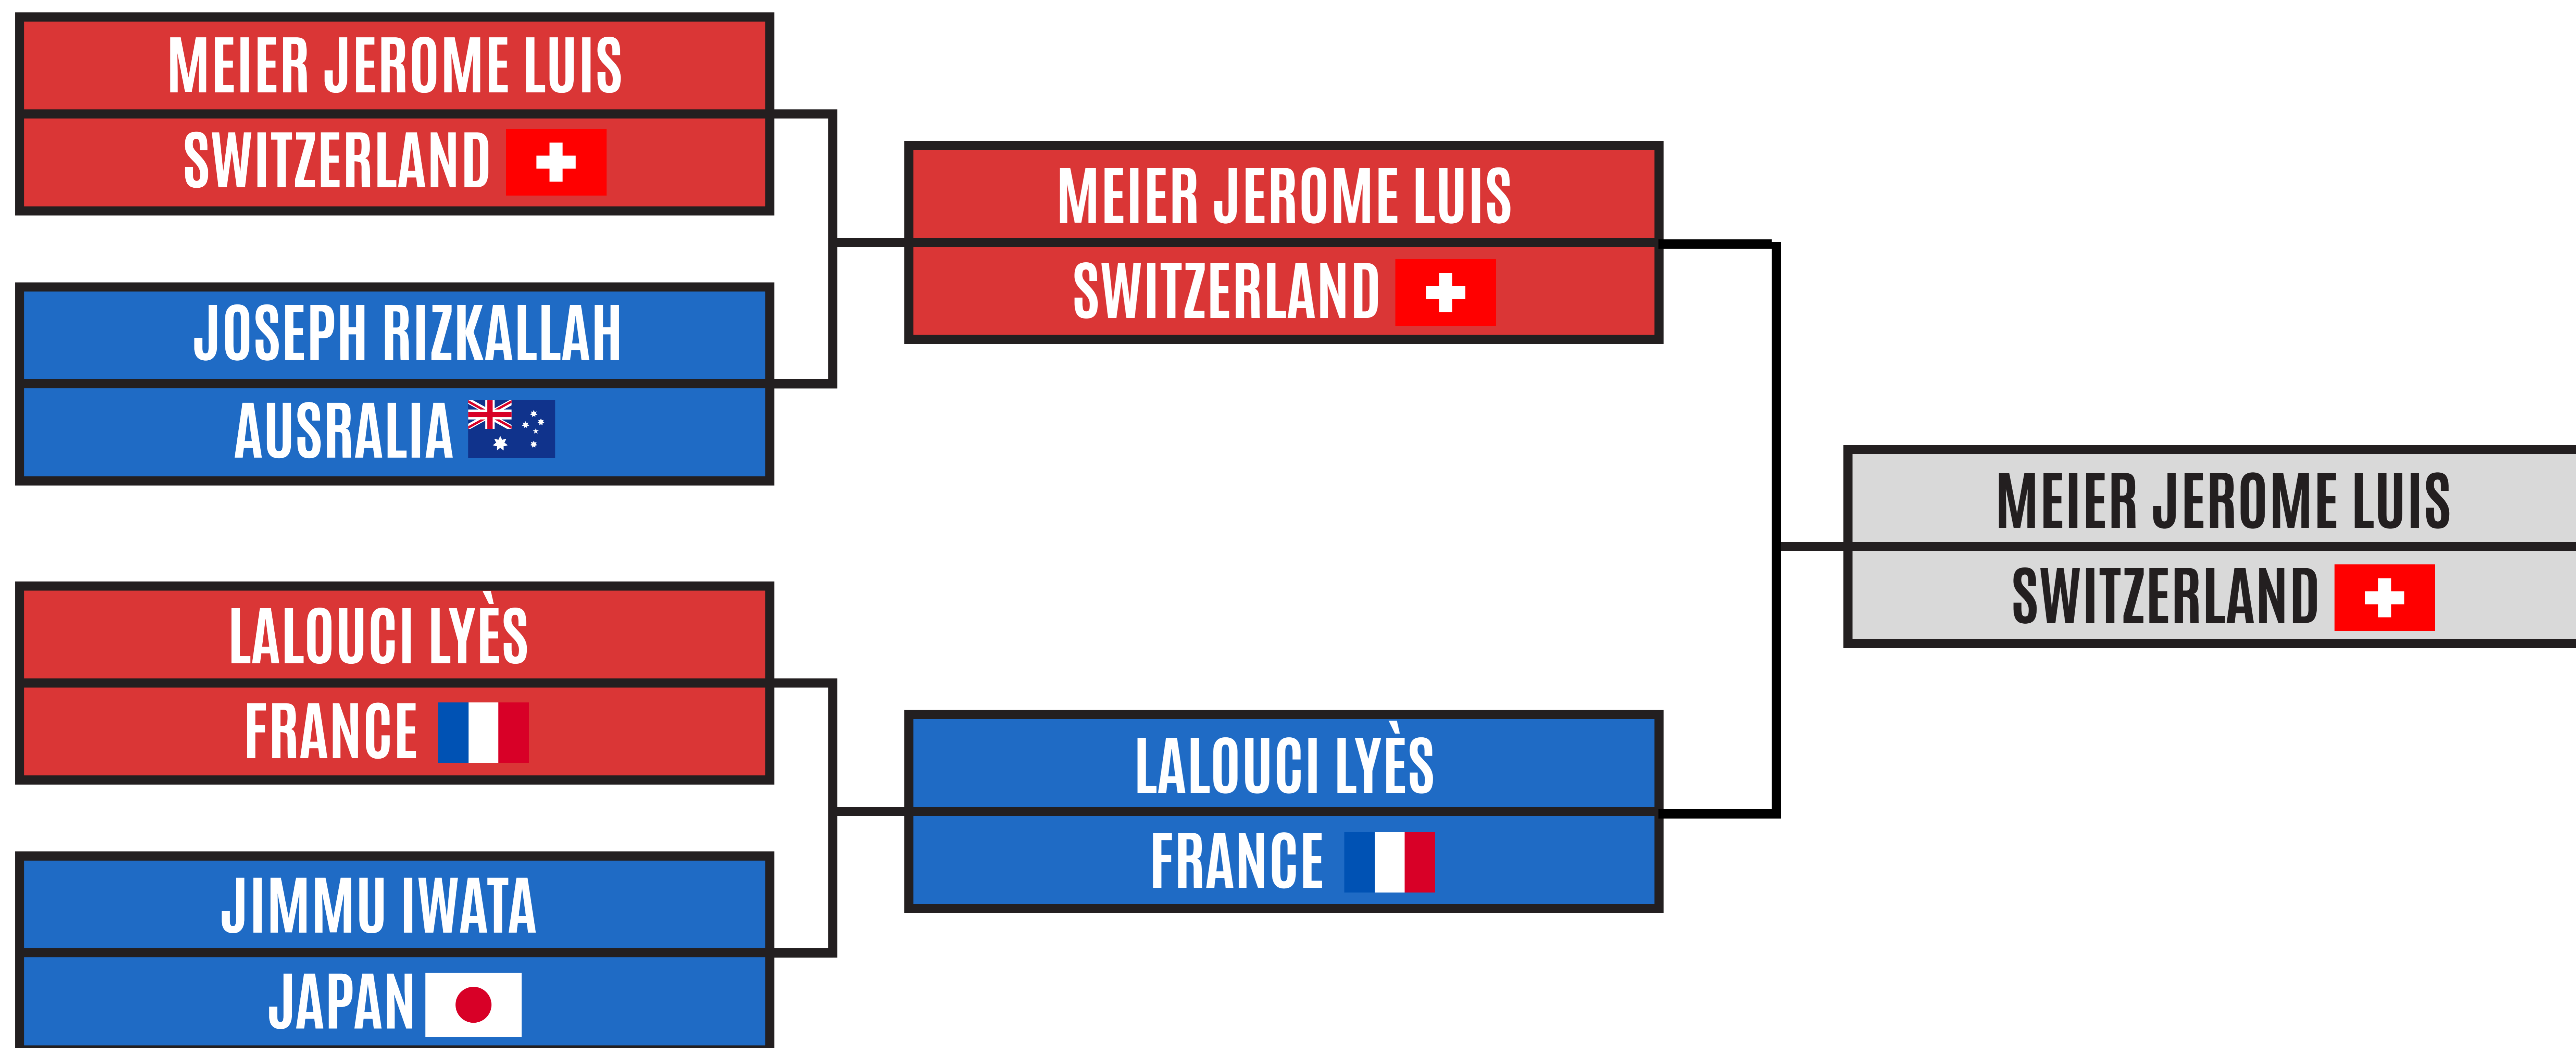 MEIER JEROME LUIS
SWITZERLAND
JOSEPH RIZKALLAH
AUSRALIA
LALOUCI LYÈS
FRANCE
JIMMU IWATA
JAPAN
MEIER JEROME LUIS
SWITZERLAND
LALOUCI LYÈS
FRANCE
MEIER JEROME LUIS
SWITZERLAND